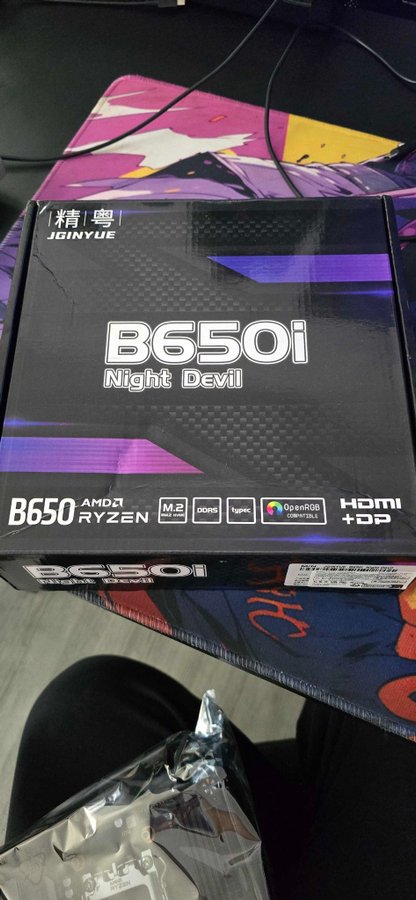 精 粤
JGINYUE
B650i
Night Devil
B650 AMD RYZEN M.2 DDR5 typec OpenRGB COMPATIBLE HDMI +DP
B650i
Night Devil
RYZEN